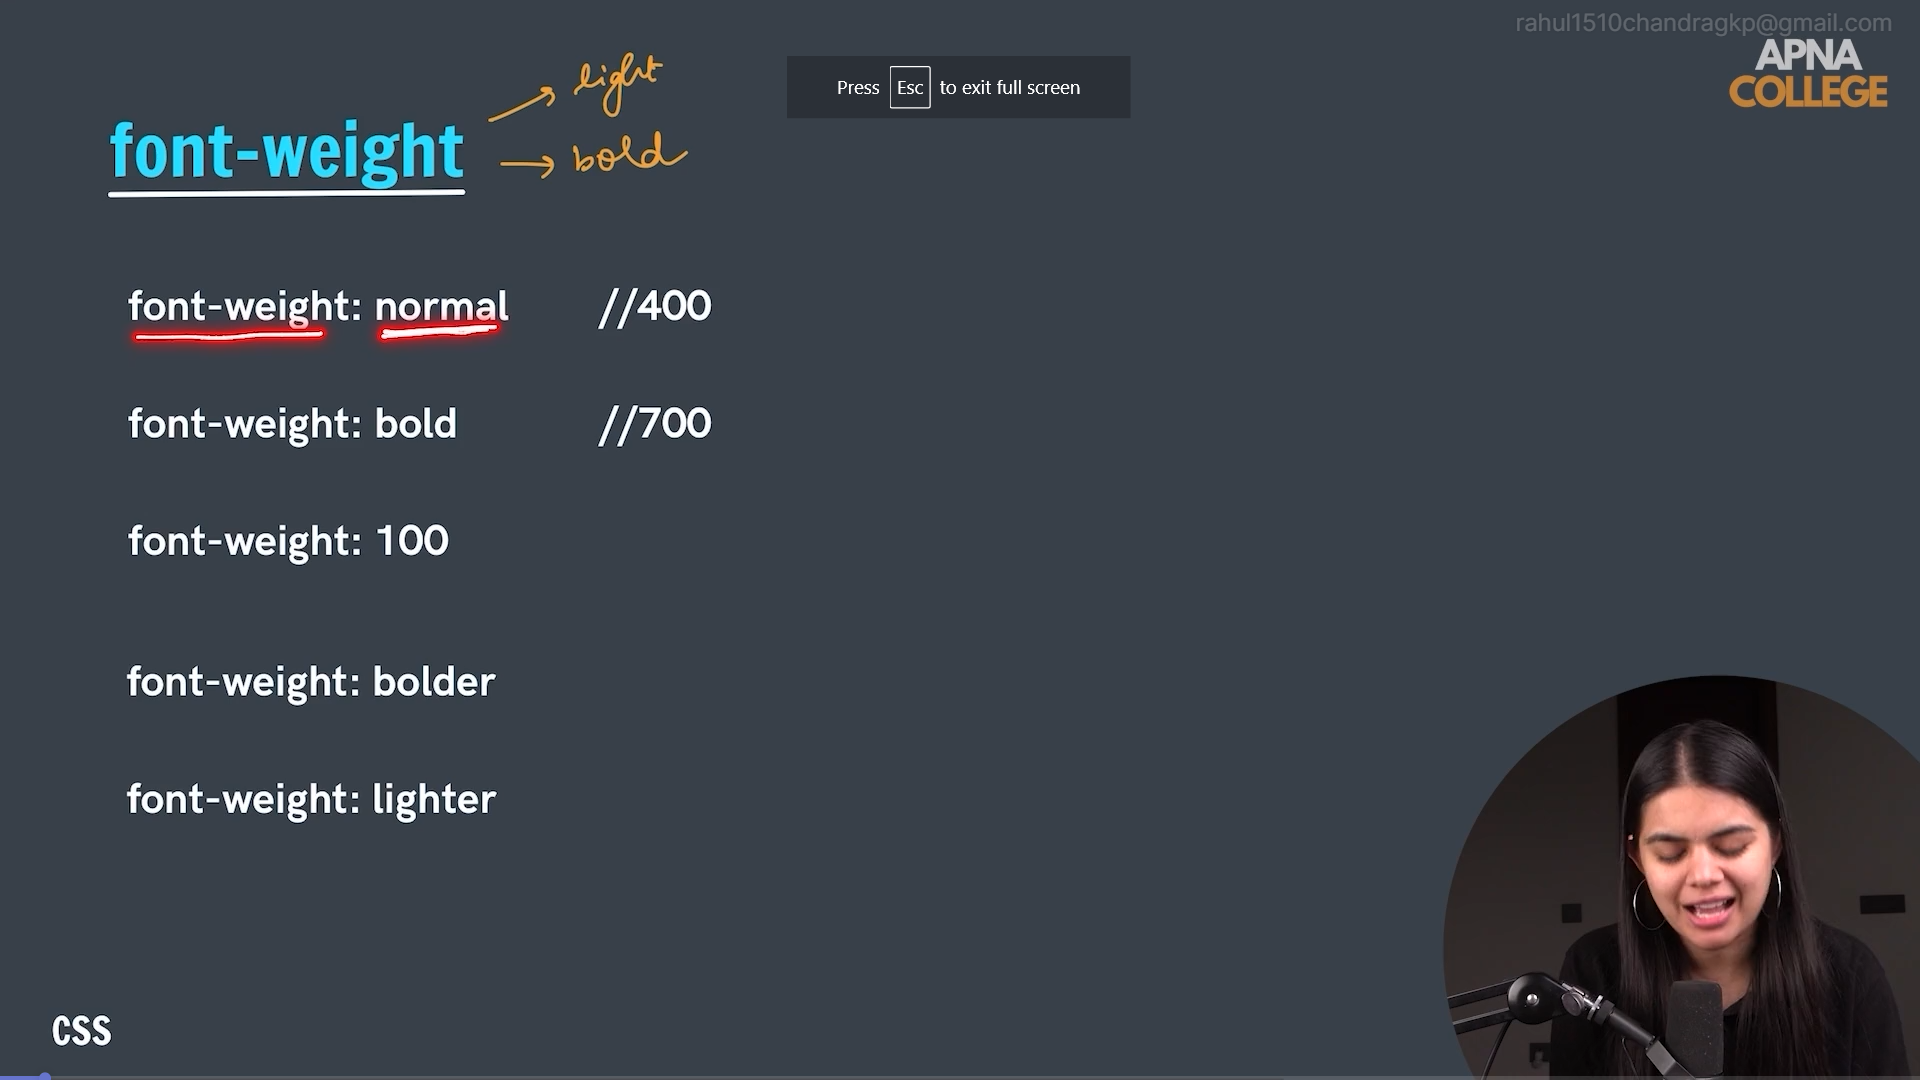 rahul1510chandragkp@gmail.com
APNA
COLLEGE
Press Esc to exit full screen
light
font-weight
bold
font-weight: normal //400
font-weight: bold //700
font-weight: 100
font-weight: bolder
font-weight: lighter
CSS